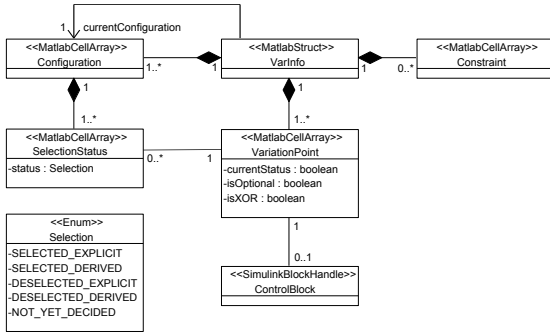 1 currentConfiguration
<<MatlabCellArray>>
Configuration
1..*
1
<<MatlabStruct>>
VarInfo
1
0..*
<<MatlabCellArray>>
Constraint
1
1..*
1
1..*
<<MatlabCellArray>>
SelectionStatus
-status : Selection
0..*
1
<<MatlabCellArray>>
VariationPoint
-currentStatus : boolean
-isOptional : boolean
-isXOR : boolean
1
0..1
<<Enum>>
Selection
-SELECTED_EXPLICIT
-SELECTED_DERIVED
-DESELECTED_EXPLICIT
-DESELECTED_DERIVED
-NOT_YET_DECIDED
<<SimulinkBlockHandle>>
ControlBlock